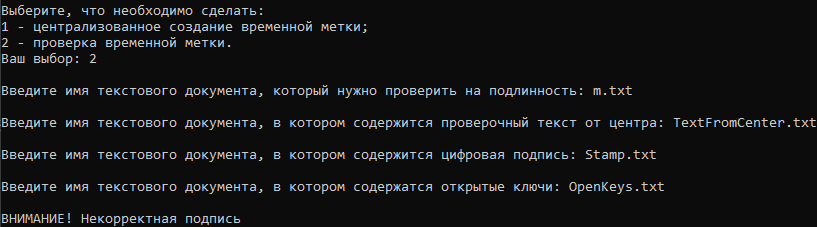 Выберите, что необходимо сделать:
1 - централизованное создание временной метки;
2 - проверка временной метки.
Ваш выбор: 2
Введите имя текстового документа, который нужно проверить на подлинность: m.txt
Введите имя текстового документа, в котором содержится проверочный текст от центра: TextFromCenter.txt
Введите имя текстового документа, в котором содержится цифровая подпись: Stamp.txt
Введите имя текстового документа, в котором содержатся открытые ключи: OpenKeys.txt
ВНИМАНИЕ! Некорректная подпись